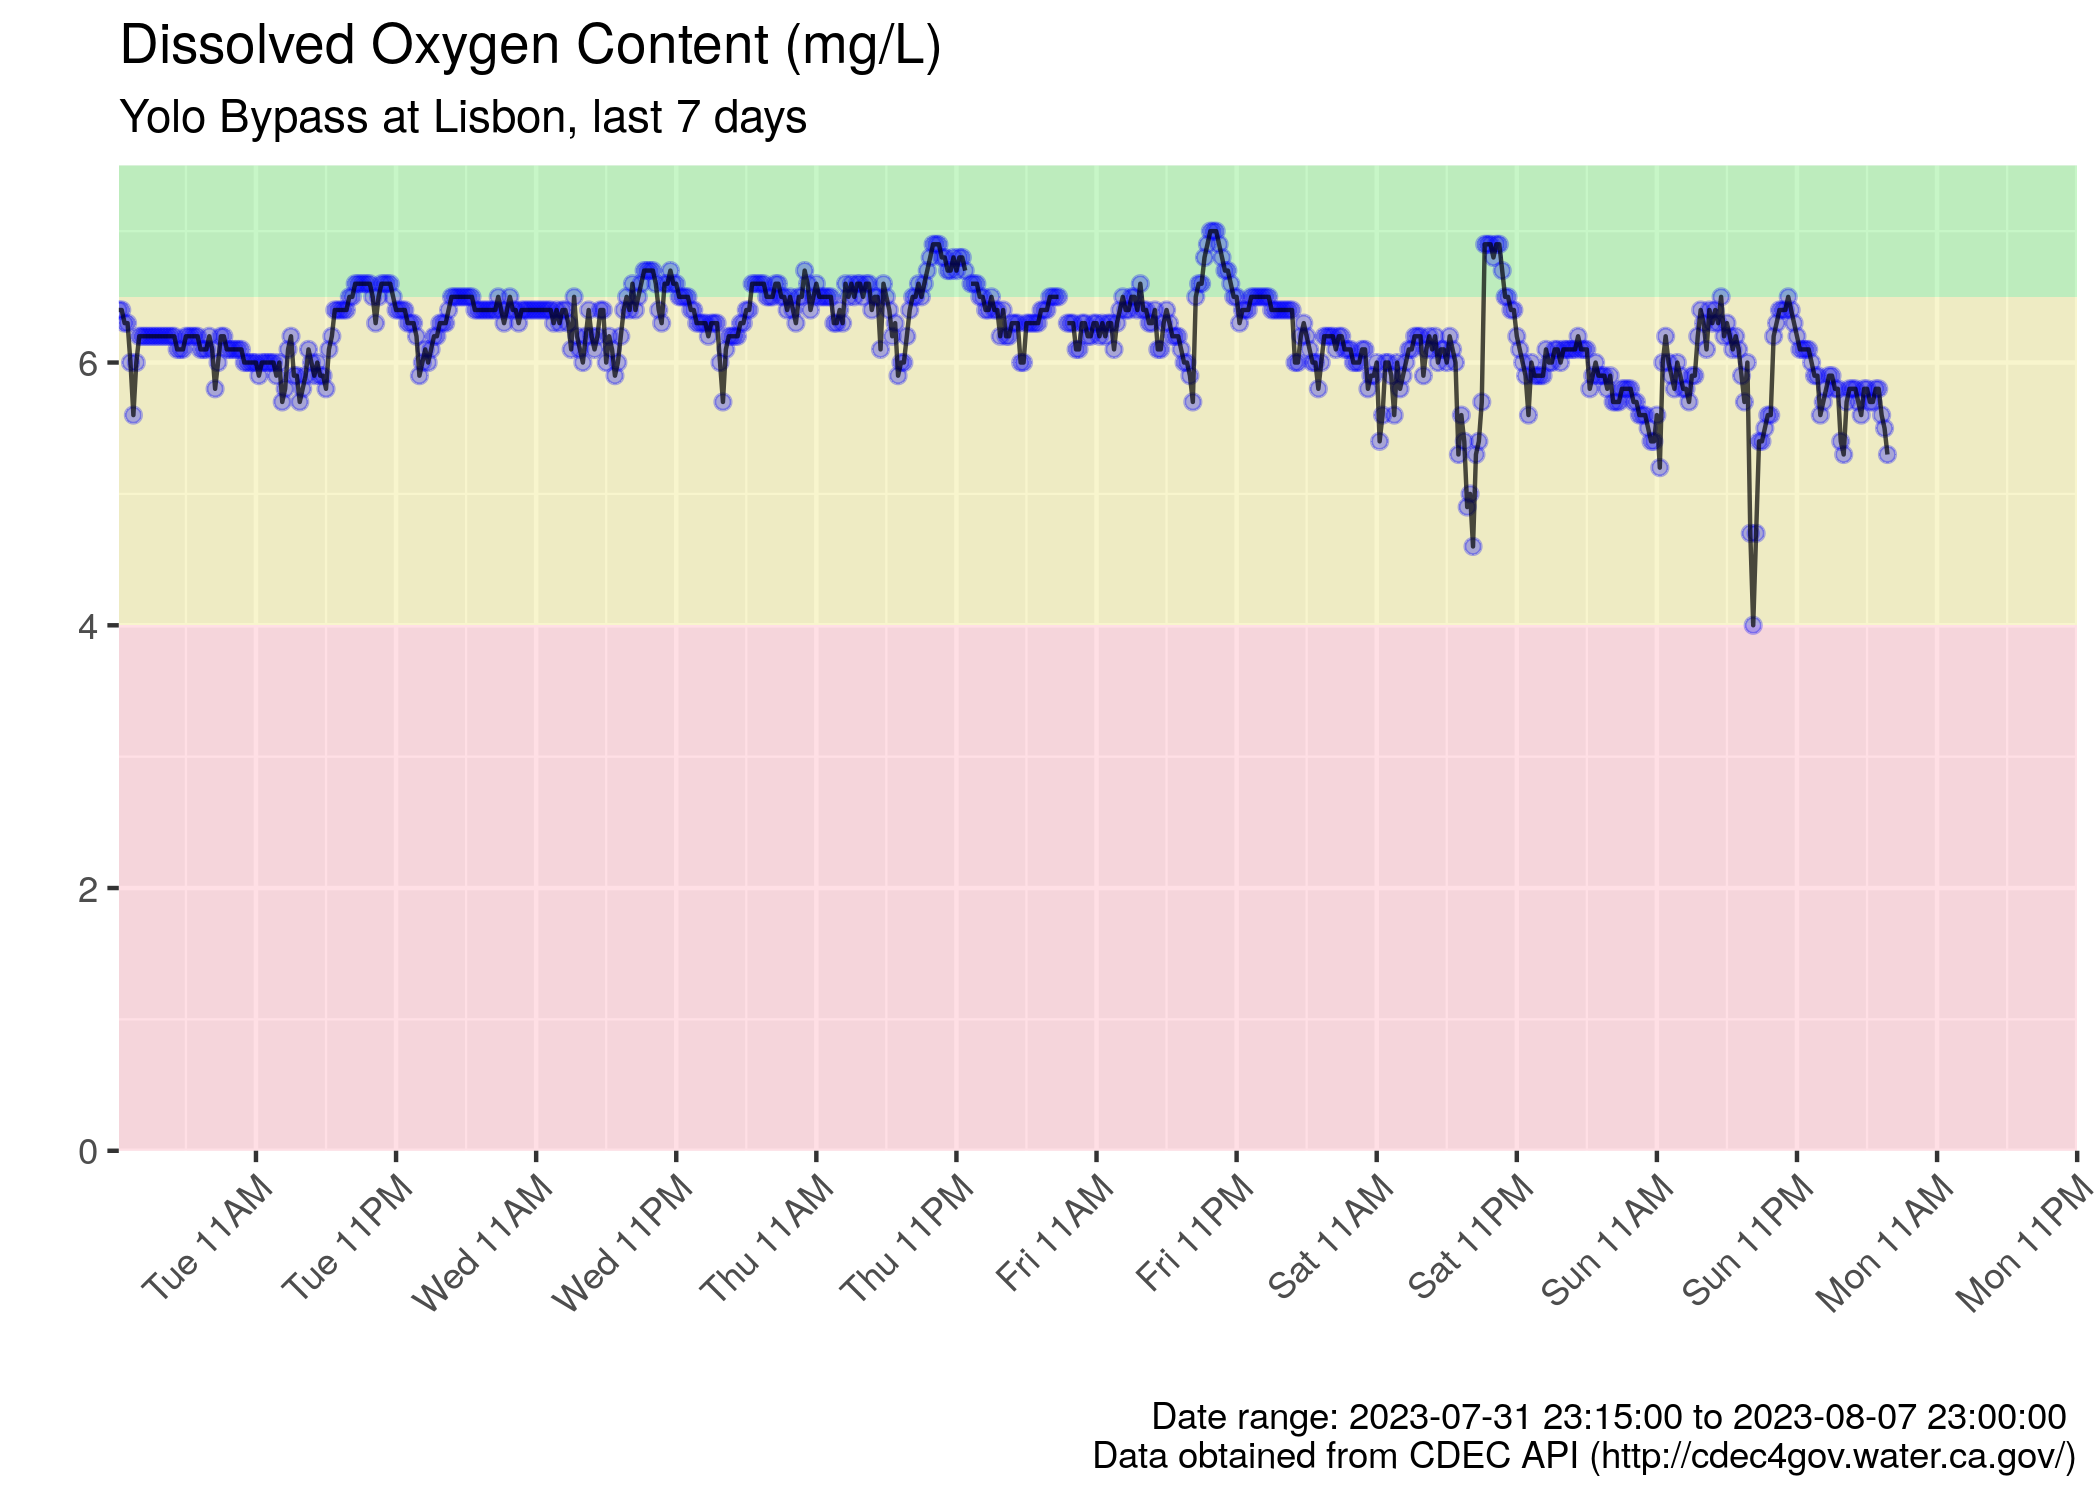 Dissolved Oxygen Content (mg/L)
Yolo Bypass at Lisbon, last 7 days
6
4
2
0
Tue 11AM
Tue 11PM
Wed 11AM
Wed 11PM
Thu 11AM
Thu 11PM
Fri 11AM
Fri 11PM
Sat 11AM
Sat 11PM
Sun 11AM
Sun 11PM
Mon 11AM
Mon 11PM
Date range: 2023-07-31 23:15:00 to 2023-08-07 23:00:00
Data obtained from CDEC API (http://cdec4gov.water.ca.gov/)